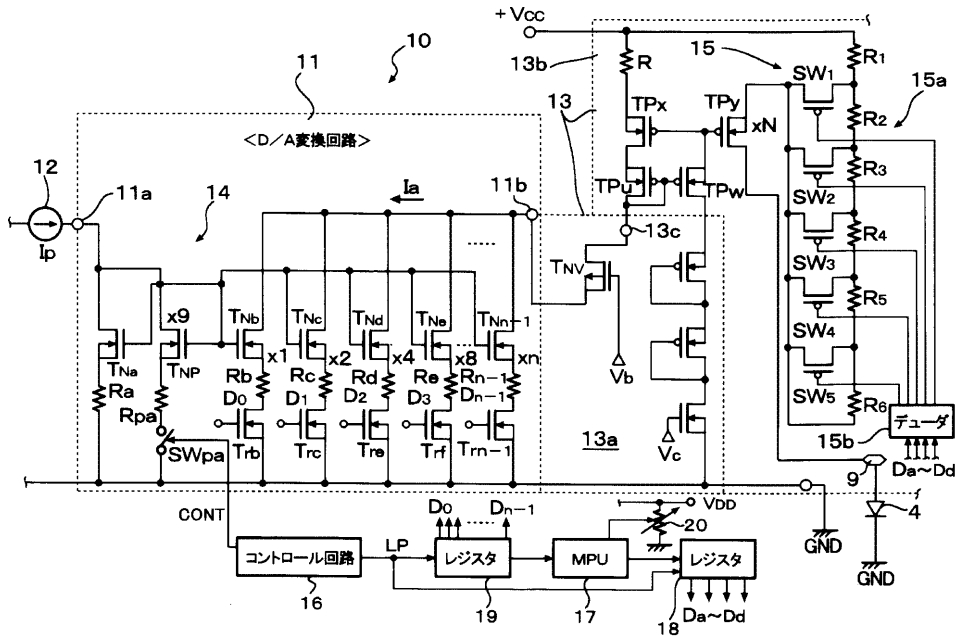 +Vcc
10
13b
R
15
R1
SW1
15a
11
<D/A変換回路>
13
TPx
TPy
xN
R2
12
11a
14
Ia
11b
TPu
TPw
SW2
R3
Ip
13c
SW3
R4
TNV
SW4
R5
x9
TNb
TNc
TNd
TNe
TNn-1
TNa
TNP
x1
x2
x4
x8
xn
Ra
Rb
Rc
Rd
Re
Rn-1
Vb
SW5
R6
Rpa
D0
D1
D2
D3
Dn-1
13a
デューダ
15b
SWpa
Trb
Trc
Tre
Trf
Trn-1
Vc
Da~Dd
9
CONT
D0
Dn-1
VDD
20
4
GND
GND
コントロール回路
LP
レジスタ
MPU
レジスタ
16
19
17
18
Da~Dd